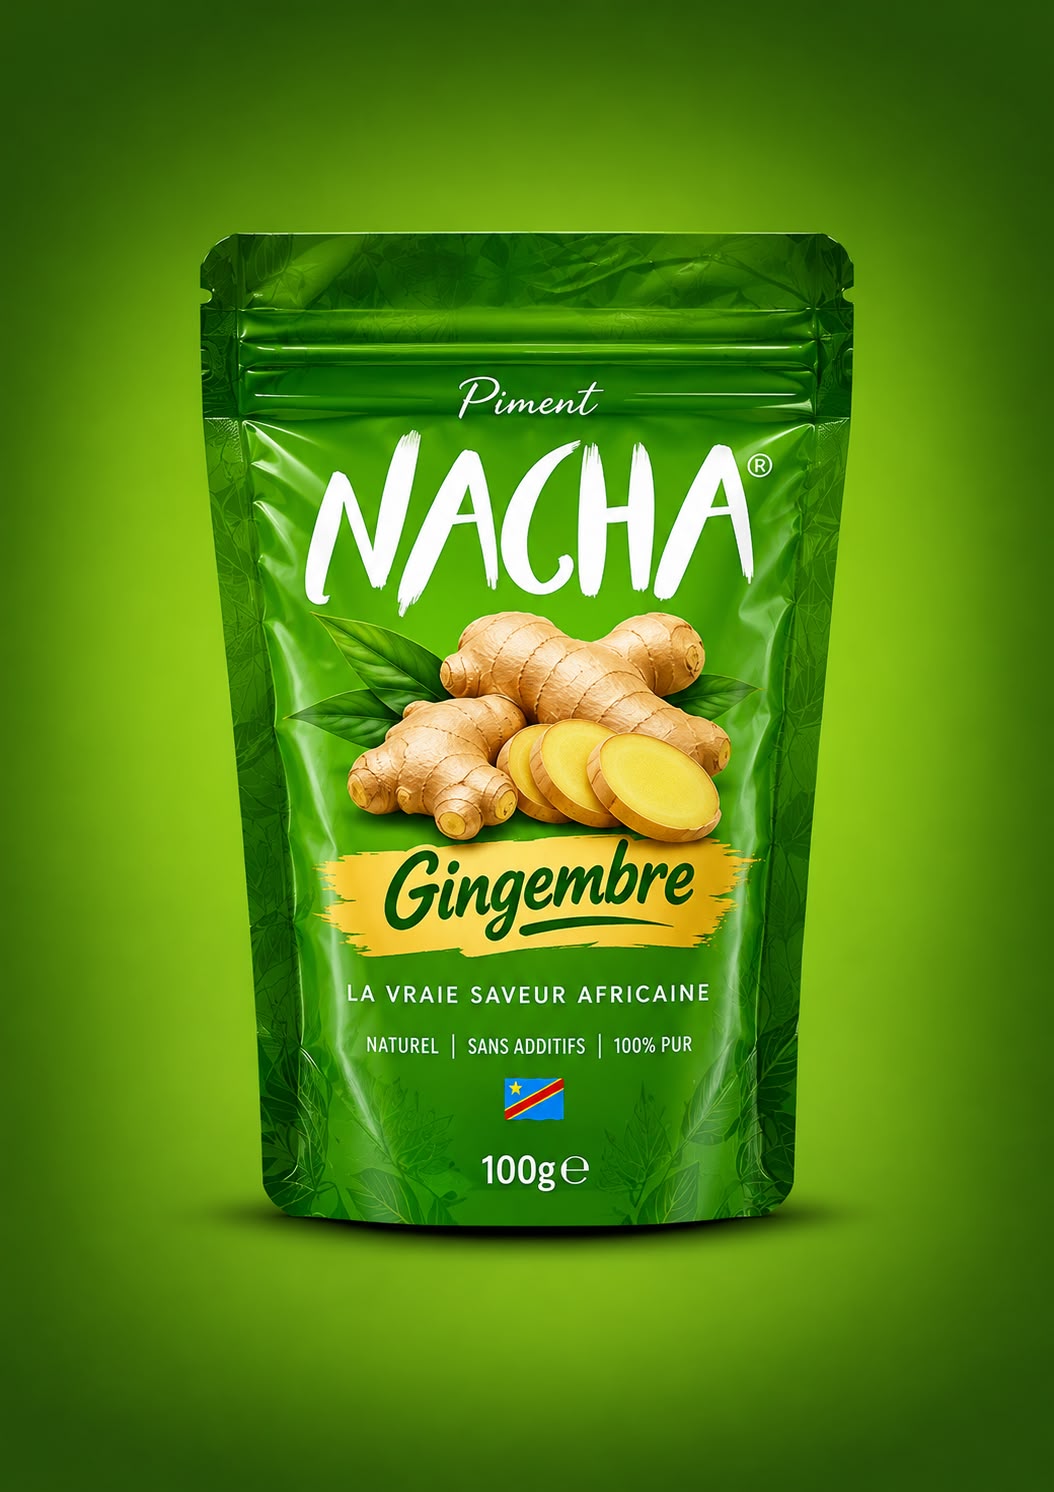 Piment
NACHA®
Gingembre
LA VRAIE SAVEUR AFRICAINE
NATUREL | SANS ADDITIFS | 100% PUR
100g ℮